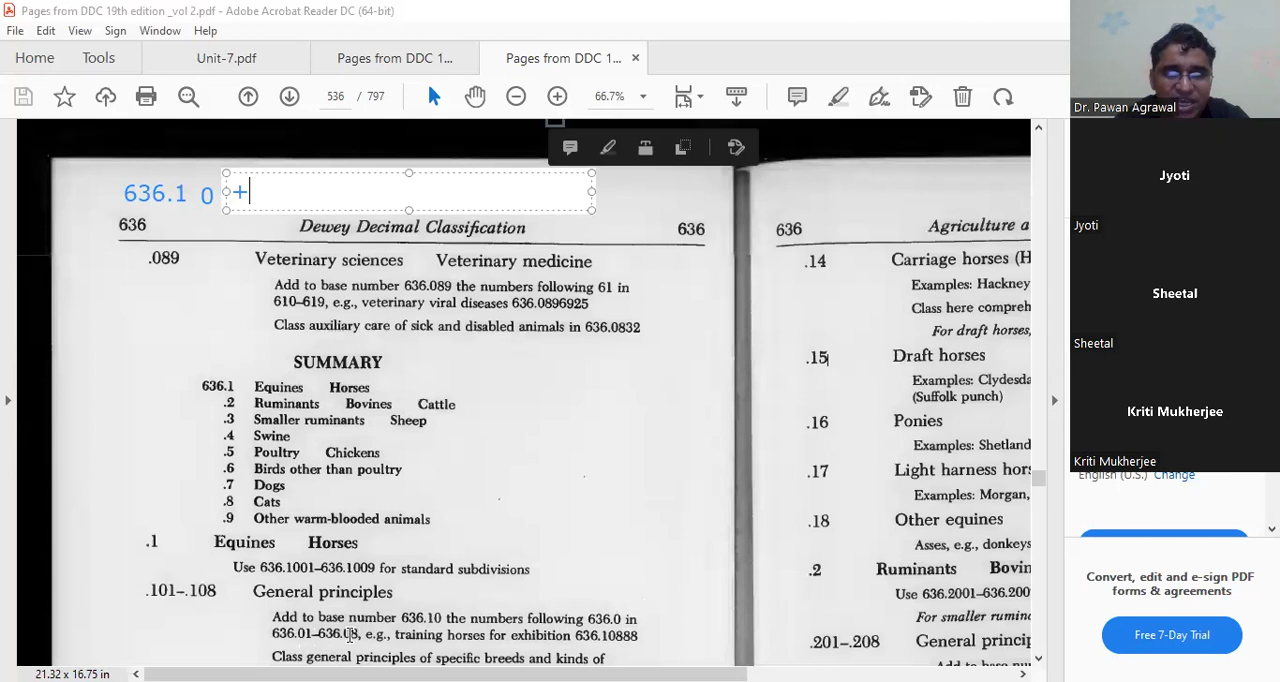 Pages from DDC 19th edition _vol 2.pdf - Adobe Acrobat Reader DC (64-bit)
File Edit View Sign Window Help
Home Tools Unit-7.pdf Pages from DDC 1... Pages from DDC 1... ×
536 / 797 66.7%
636.1 0 +
636 Dewey Decimal Classification 636
.089 Veterinary sciences Veterinary medicine
Add to base number 636.089 the numbers following 61 in
610–619, e.g., veterinary viral diseases 636.0896925
Class auxiliary care of sick and disabled animals in 636.0832
SUMMARY
636.1 Equines Horses
.2 Ruminants Bovines Cattle
.3 Smaller ruminants Sheep
.4 Swine
.5 Poultry Chickens
.6 Birds other than poultry
.7 Dogs
.8 Cats
.9 Other warm-blooded animals
.1 Equines Horses
Use 636.1001–636.1009 for standard subdivisions
.101–.108 General principles
Add to base number 636.10 the numbers following 636.0 in
636.01–636.08, e.g., training horses for exhibition 636.10888
Class general principles of specific breeds and kinds of
636 Agriculture a
.14 Carriage horses (H
Examples: Hackney
Class here compreh
For draft horses,
.15 Draft horses
Examples: Clydesda
(Suffolk punch)
.16 Ponies
Examples: Shetland
.17 Light harness hors
Examples: Morgan,
.18 Other equines
Asses, e.g., donkeys
.2 Ruminants Bovin
Use 636.2001–636.200
For smaller rumin
.201–.208 General princip
21.32 x 16.75 in
Dr. Pawan Agrawal
Jyoti
Jyoti
Sheetal
Sheetal
Kriti Mukherjee
Kriti Mukherjee
English (U.S.) Change
Convert, edit and e-sign PDF
forms & agreements
Free 7-Day Trial